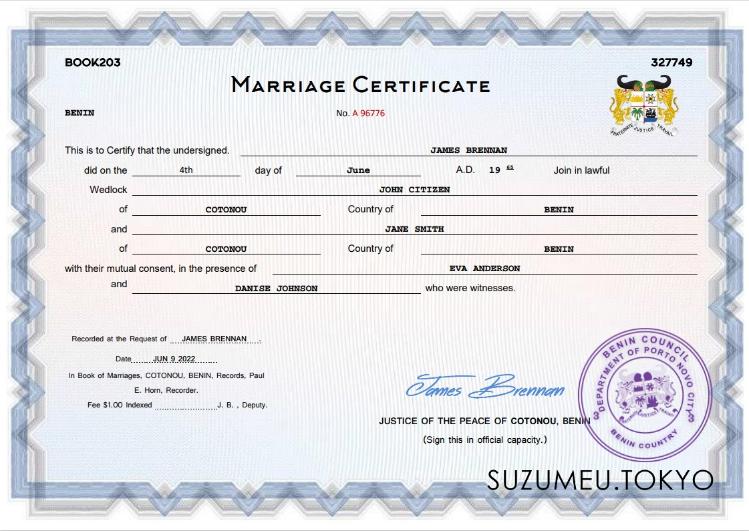 BOOK203
327749
MARRIAGE CERTIFICATE
BENIN
No. A 96776
FRATERNITE JUSTICE TRAVAIL
This is to Certify that the undersigned. JAMES BRENNAN
did on the 4th day of June A.D. 19 61 Join in lawful
Wedlock JOHN CITIZEN
of COTONOU Country of BENIN
and JANE SMITH
of COTONOU Country of BENIN
with their mutual consent, in the presence of EVA ANDERSON
and DANISE JOHNSON who were witnesses.
Recorded at the Request of JAMES BRENNAN
Date JUN 9 2022
In Book of Marriages, COTONOU, BENIN, Records, Paul
E. Horn, Recorder.
Fee $1.00 Indexed J. B. , Deputy.
James Brennan
JUSTICE OF THE PEACE OF COTONOU, BENIN
(Sign this in official capacity.)
BENIN COUNCIL
DEPARTMENT OF PORTO NOVO CITY
BENIN COUNTRY
SUZUMEU.TOKYO